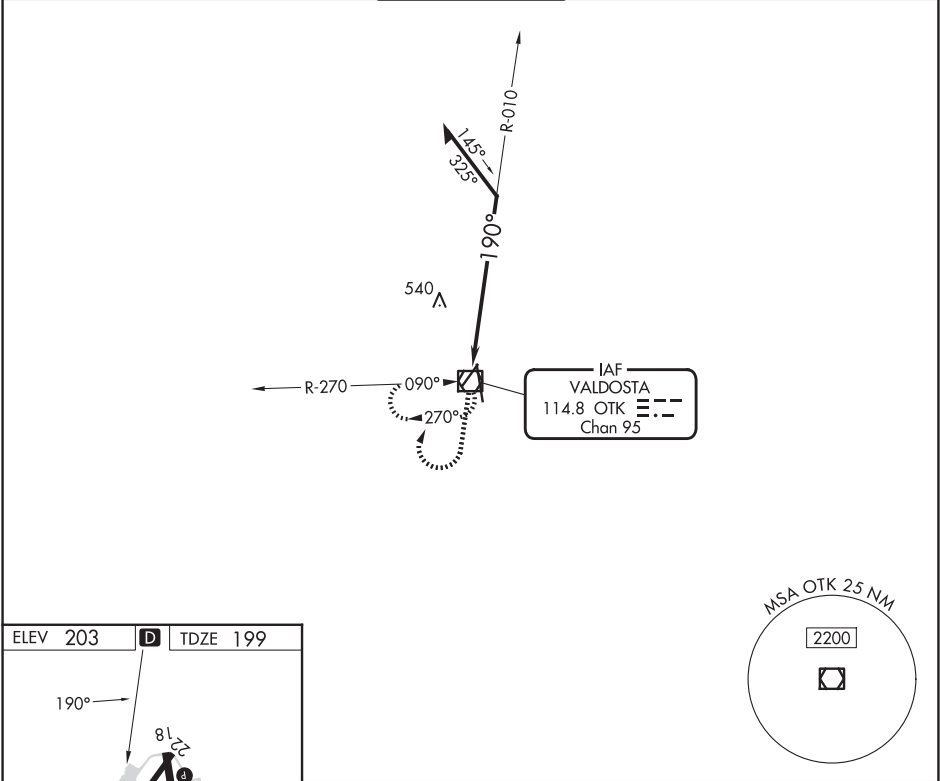 R-010
145°
325°
190°
540
R-270
090°
270°
IAF
VALDOSTA
114.8 OTK
Chan 95
MSA OTK 25 NM
2200
ELEV 203
D
TDZE 199
190°
18
22
P